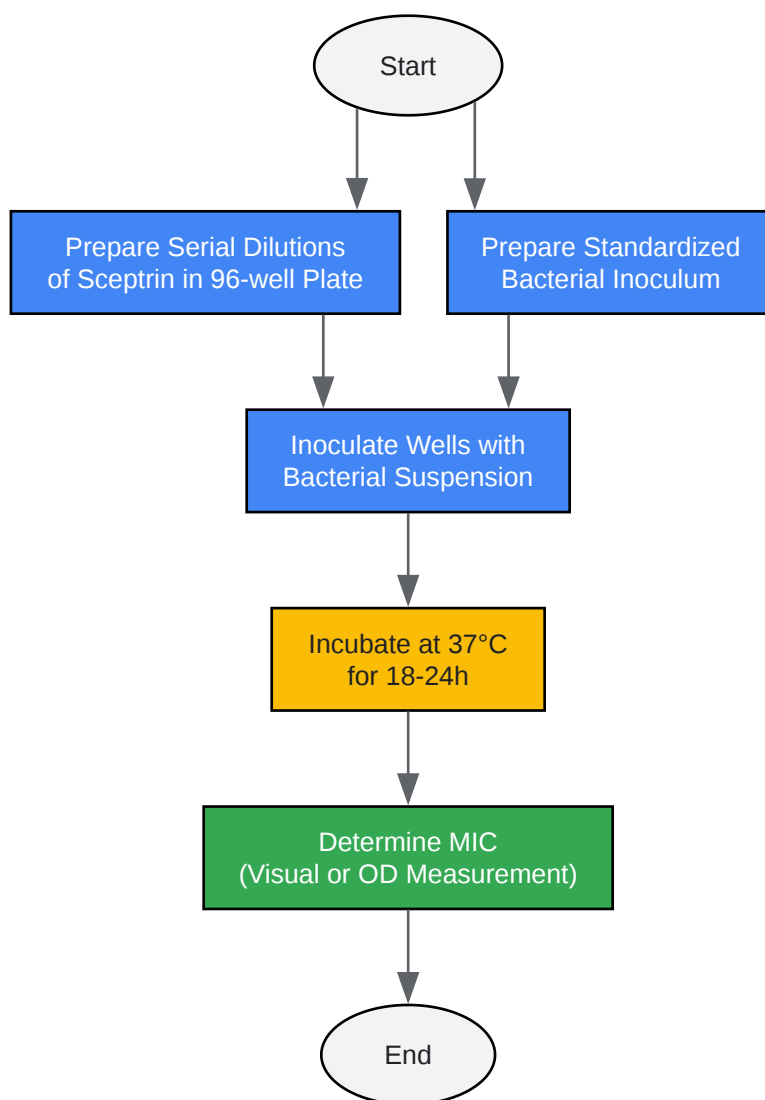 Start
Prepare Serial Dilutions
of Sceptrin in 96-well Plate
Prepare Standardized
Bacterial Inoculum
Inoculate Wells with
Bacterial Suspension
Incubate at 37°C
for 18-24h
Determine MIC
(Visual or OD Measurement)
End